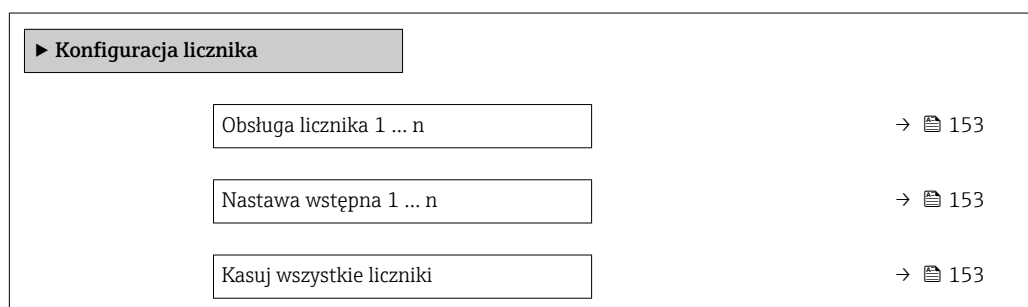 ▶ Konfiguracja licznika
Obsługa licznika 1 … n → 153
Nastawa wstępna 1 … n → 153
Kasuj wszystkie liczniki → 153